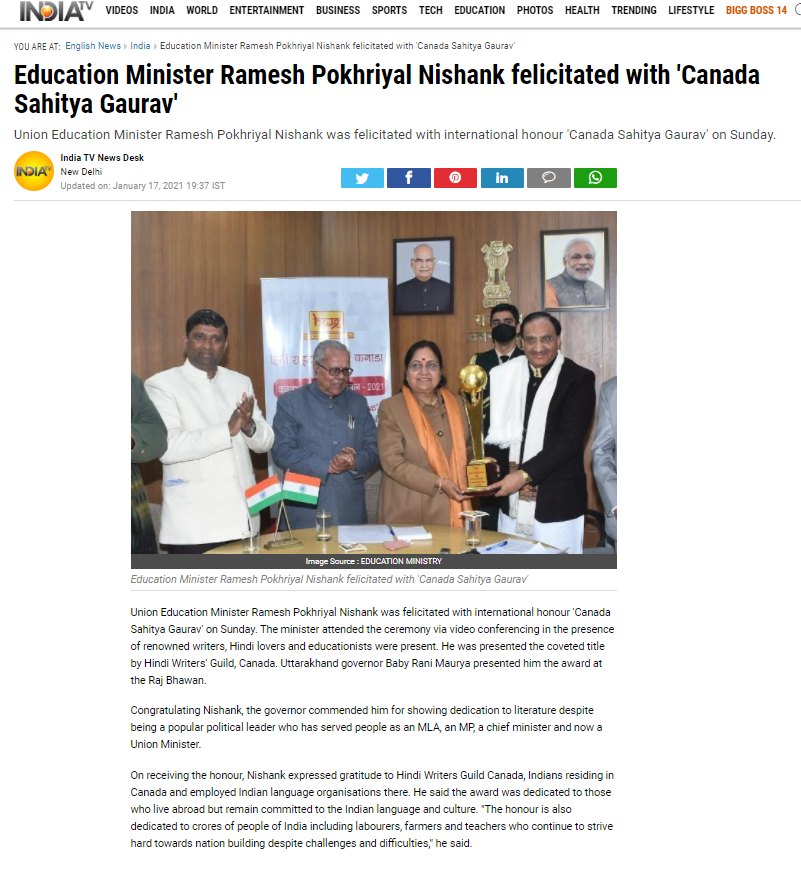 INDIA TV VIDEOS INDIA WORLD ENTERTAINMENT BUSINESS SPORTS TECH EDUCATION PHOTOS HEALTH TRENDING LIFESTYLE BIGG BOSS 14
YOU ARE AT: English News › India › Education Minister Ramesh Pokhriyal Nishank felicitated with 'Canada Sahitya Gaurav'
Education Minister Ramesh Pokhriyal Nishank felicitated with 'Canada
Sahitya Gaurav'
Union Education Minister Ramesh Pokhriyal Nishank was felicitated with international honour 'Canada Sahitya Gaurav' on Sunday.
INDIA TV
India TV News Desk
New Delhi
Updated on: January 17, 2021 19:37 IST
कनाडा
- 2021
Image Source : EDUCATION MINISTRY
Education Minister Ramesh Pokhriyal Nishank felicitated with 'Canada Sahitya Gaurav'
Union Education Minister Ramesh Pokhriyal Nishank was felicitated with international honour 'Canada
Sahitya Gaurav' on Sunday. The minister attended the ceremony via video conferencing in the presence
of renowned writers, Hindi lovers and educationists were present. He was presented the coveted title
by Hindi Writers' Guild, Canada. Uttarakhand governor Baby Rani Maurya presented him the award at
the Raj Bhawan.
Congratulating Nishank, the governor commended him for showing dedication to literature despite
being a popular political leader who has served people as an MLA, an MP, a chief minister and now a
Union Minister.
On receiving the honour, Nishank expressed gratitude to Hindi Writers Guild Canada, Indians residing in
Canada and employed Indian language organisations there. He said the award was dedicated to those
who live abroad but remain committed to the Indian language and culture. "The honour is also
dedicated to crores of people of India including labourers, farmers and teachers who continue to strive
hard towards nation building despite challenges and difficulties," he said.